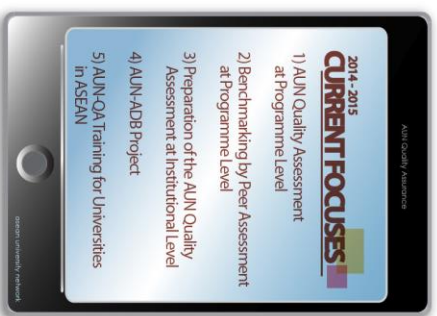 AUN Quality Assurance
2014 - 2015
CURRENT FOCUSES
1) AUN Quality Assessment
at Programme Level
2) Benchmarking by Peer Assessment
at Programme Level
3) Preparation of the AUN Quality
Assessment at Institutional Level
4) AUN-ADB Project
5) AUN-QA Training for Universities
in ASEAN
asean university network